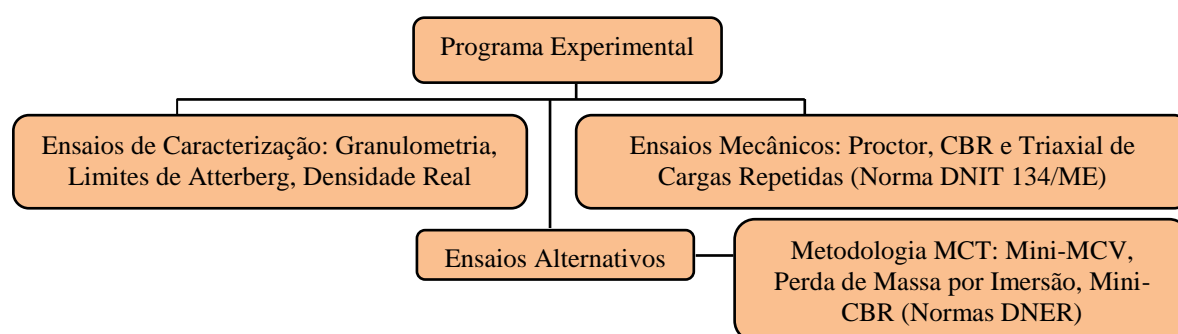 Programa Experimental
Ensaios de Caracterização: Granulometria,
Limites de Atterberg, Densidade Real
Ensaios Mecânicos: Proctor, CBR e Triaxial de
Cargas Repetidas (Norma DNIT 134/ME)
Ensaios Alternativos
Metodologia MCT: Mini-MCV,
Perda de Massa por Imersão, Mini-
CBR (Normas DNER)